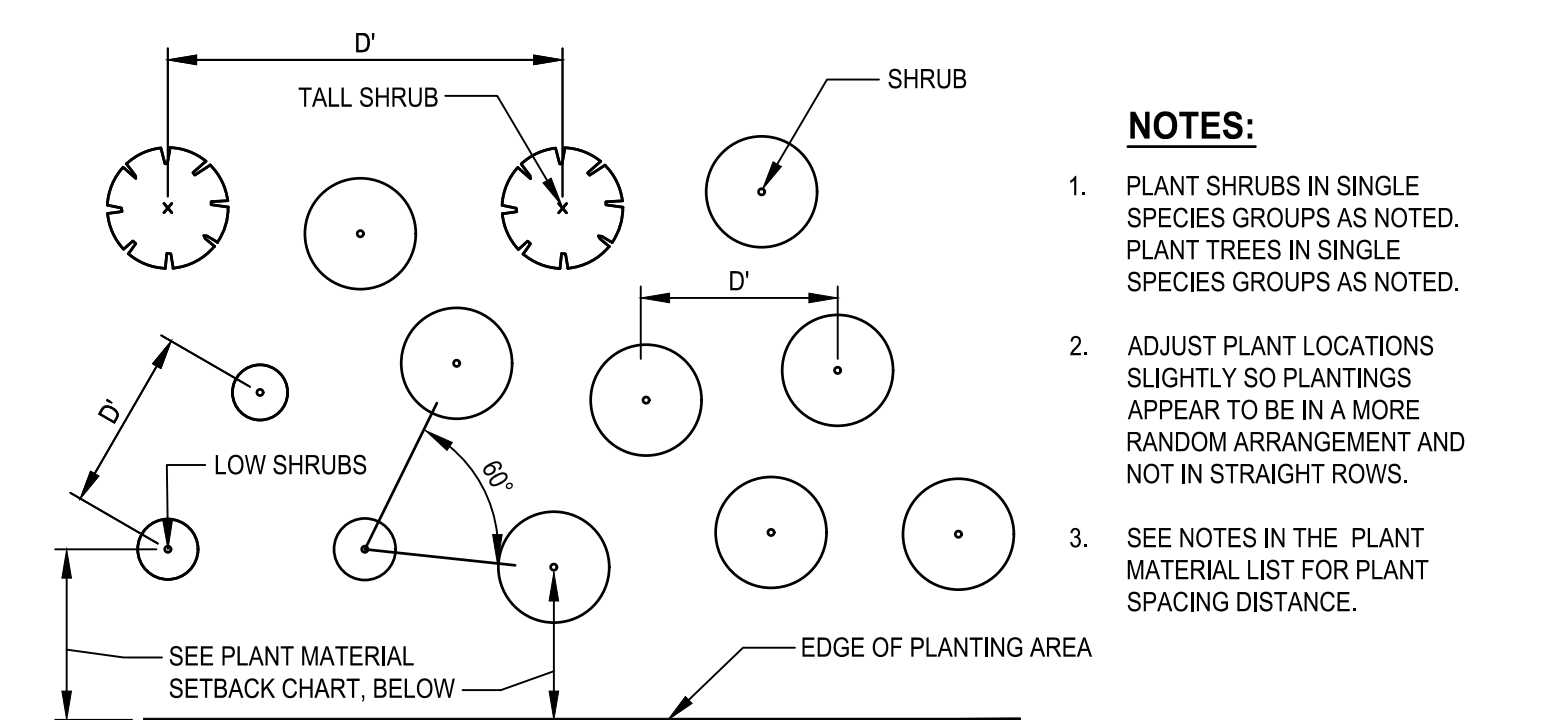 D'
TALL SHRUB
SHRUB
D'
D'
LOW SHRUBS
60°
SEE PLANT MATERIAL
SETBACK CHART, BELOW
EDGE OF PLANTING AREA
NOTES:
1. PLANT SHRUBS IN SINGLE
SPECIES GROUPS AS NOTED.
PLANT TREES IN SINGLE
SPECIES GROUPS AS NOTED.
2. ADJUST PLANT LOCATIONS
SLIGHTLY SO PLANTINGS
APPEAR TO BE IN A MORE
RANDOM ARRANGEMENT AND
NOT IN STRAIGHT ROWS.
3. SEE NOTES IN THE PLANT
MATERIAL LIST FOR PLANT
SPACING DISTANCE.